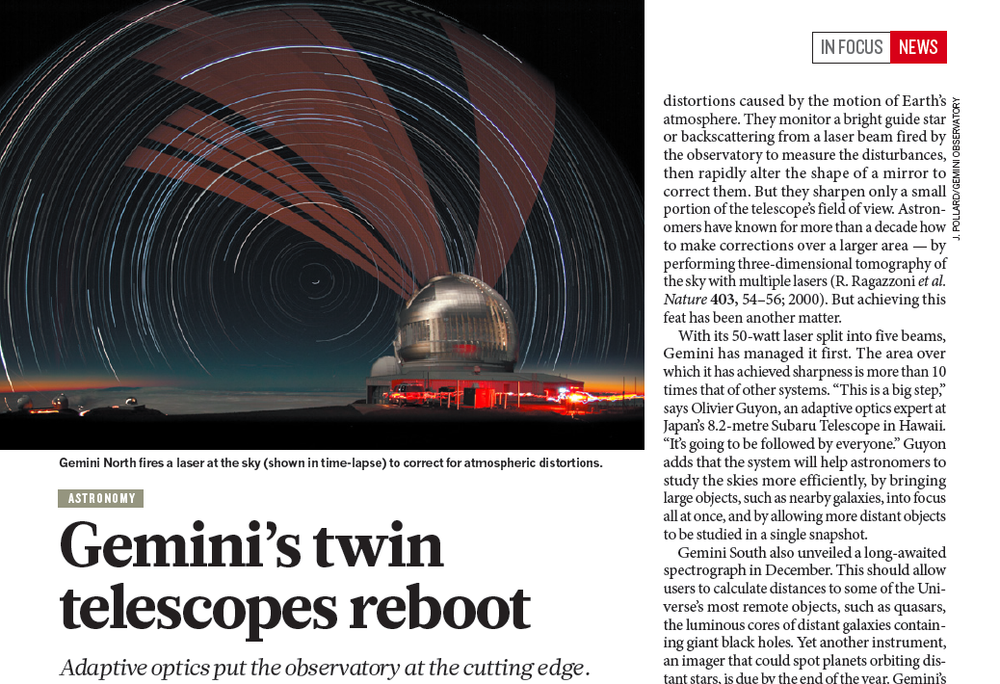 IN FOCUS NEWS
J. POLLARD/GEMINI OBSERVATORY
Gemini North fires a laser at the sky (shown in time-lapse) to correct for atmospheric distortions.
ASTRONOMY
Gemini’s twin
telescopes reboot
Adaptive optics put the observatory at the cutting edge.
distortions caused by the motion of Earth’s
atmosphere. They monitor a bright guide star
or backscattering from a laser beam fired by
the observatory to measure the disturbances,
then rapidly alter the shape of a mirror to
correct them. But they sharpen only a small
portion of the telescope’s field of view. Astron-
omers have known for more than a decade how
to make corrections over a larger area — by
performing three-dimensional tomography of
the sky with multiple lasers (R. Ragazzoni et al.
Nature 403, 54–56; 2000). But achieving this
feat has been another matter.
With its 50-watt laser split into five beams,
Gemini has managed it first. The area over
which it has achieved sharpness is more than 10
times that of other systems. “This is a big step,”
says Olivier Guyon, an adaptive optics expert at
Japan’s 8.2-metre Subaru Telescope in Hawaii.
“It’s going to be followed by everyone.” Guyon
adds that the system will help astronomers to
study the skies more efficiently, by bringing
large objects, such as nearby galaxies, into focus
all at once, and by allowing more distant objects
to be studied in a single snapshot.
Gemini South also unveiled a long-awaited
spectrograph in December. This should allow
users to calculate distances to some of the Uni-
verse’s most remote objects, such as quasars,
the luminous cores of distant galaxies contain-
ing giant black holes. Yet another instrument,
an imager that could spot planets orbiting dis-
tant stars, is due by the end of the year. Gemini’s